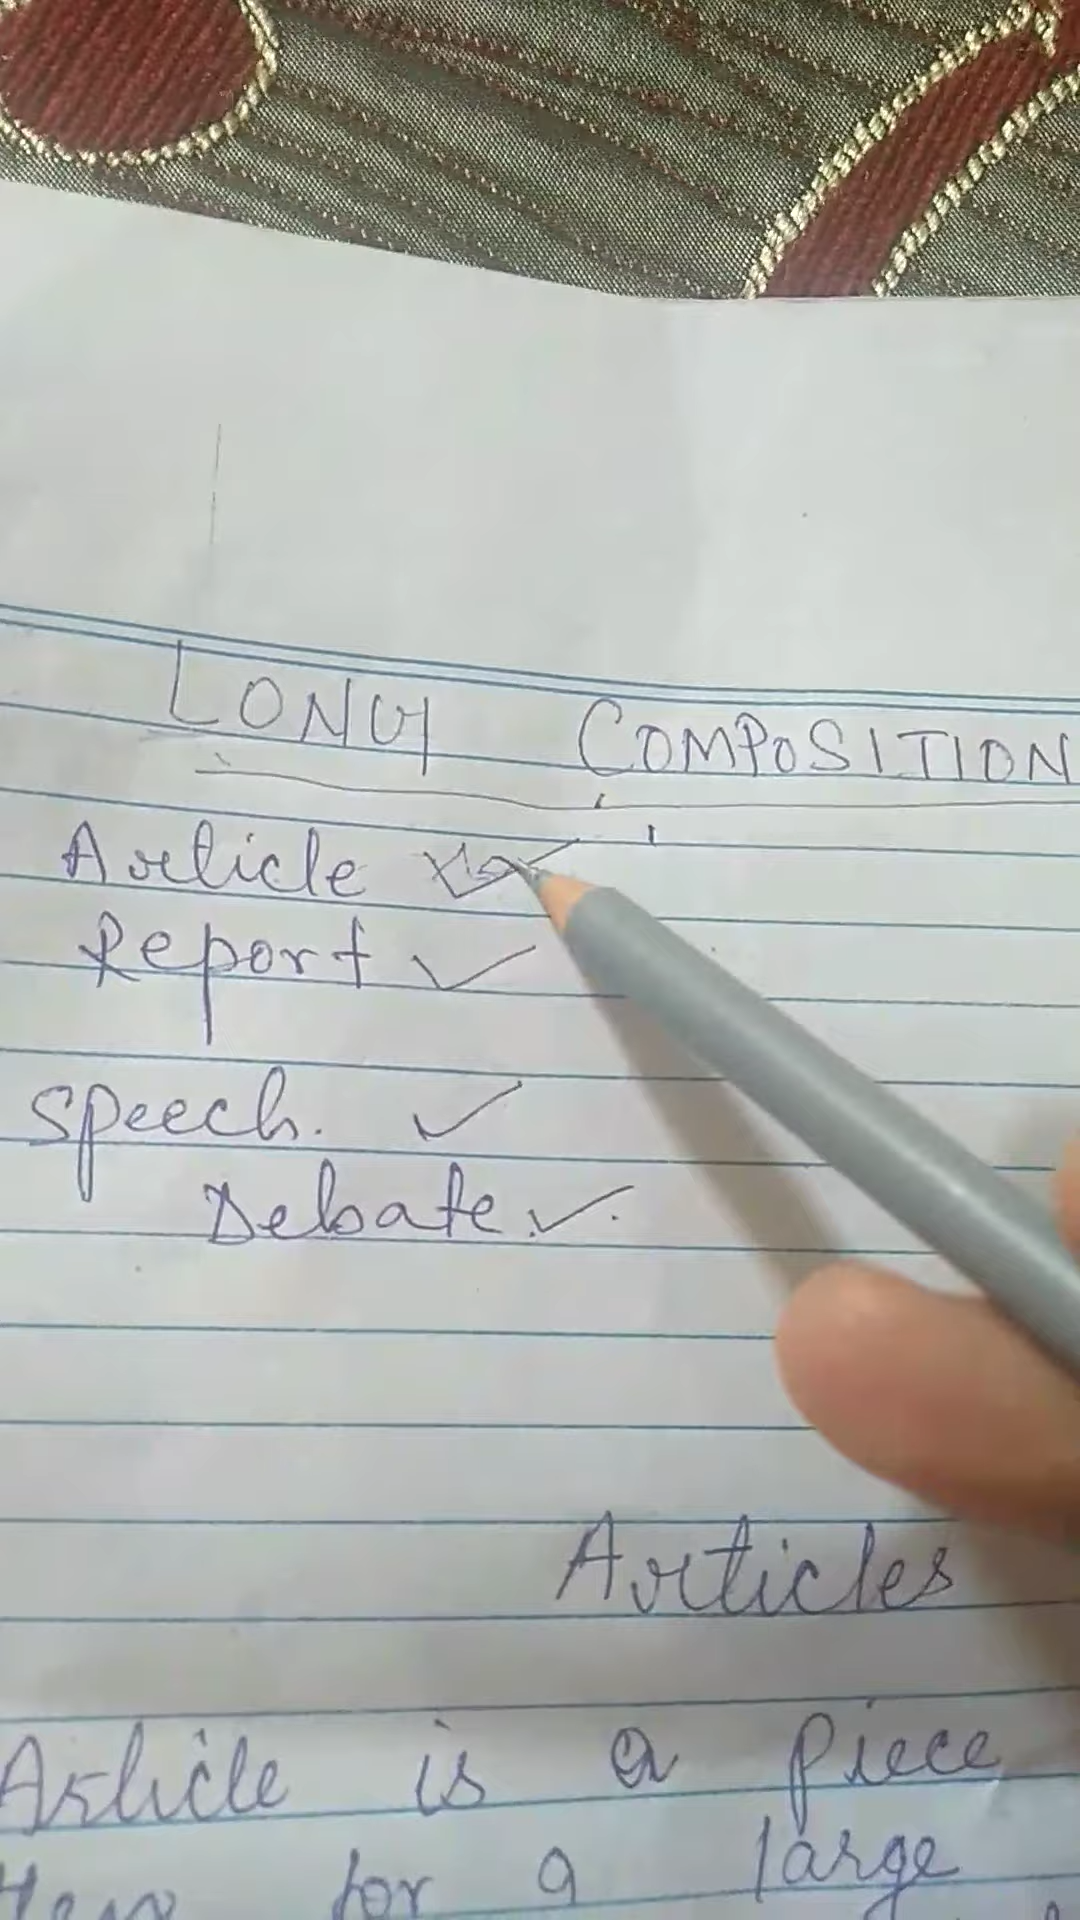 LONG COMPOSITION
Article
Report
Speech.
Debate
Articles
Article is a piece
for a large